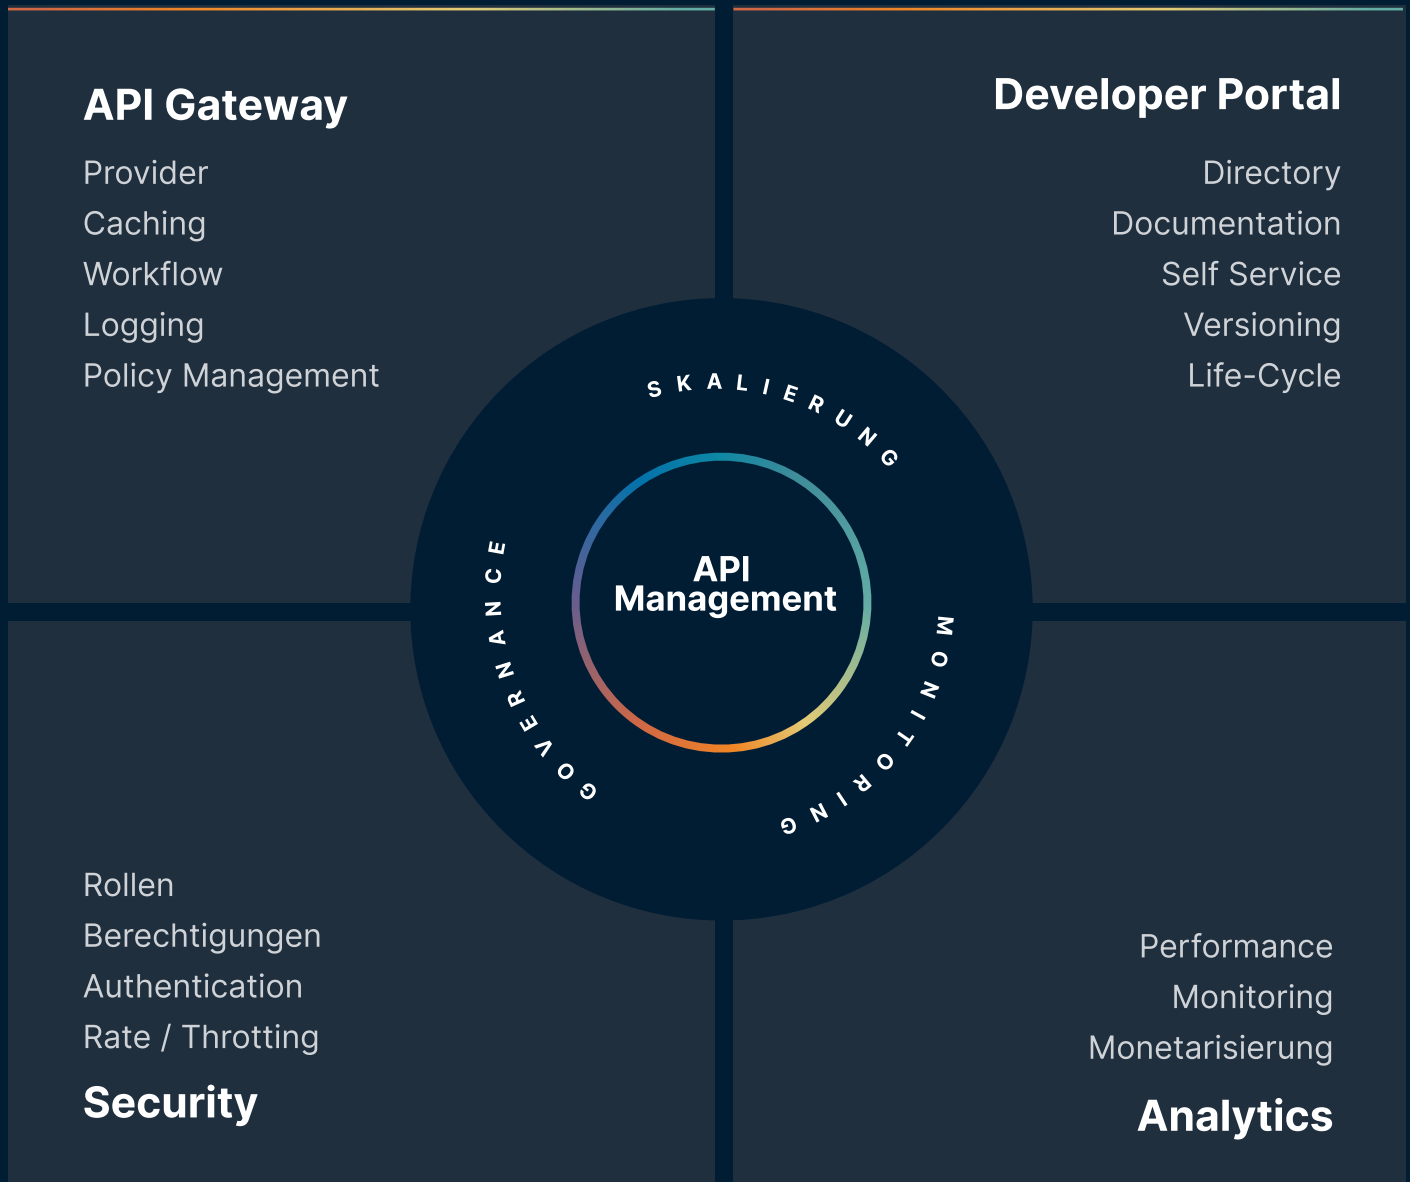 API Gateway
Provider
Caching
Workflow
Logging
Policy Management
Developer Portal
Directory
Documentation
Self Service
Versioning
Life-Cycle
SKALIERUNG
MONITORING
GOVERNANCE
API
Management
Rollen
Berechtigungen
Authentication
Rate / Throtting
Security
Performance
Monitoring
Monetarisierung
Analytics